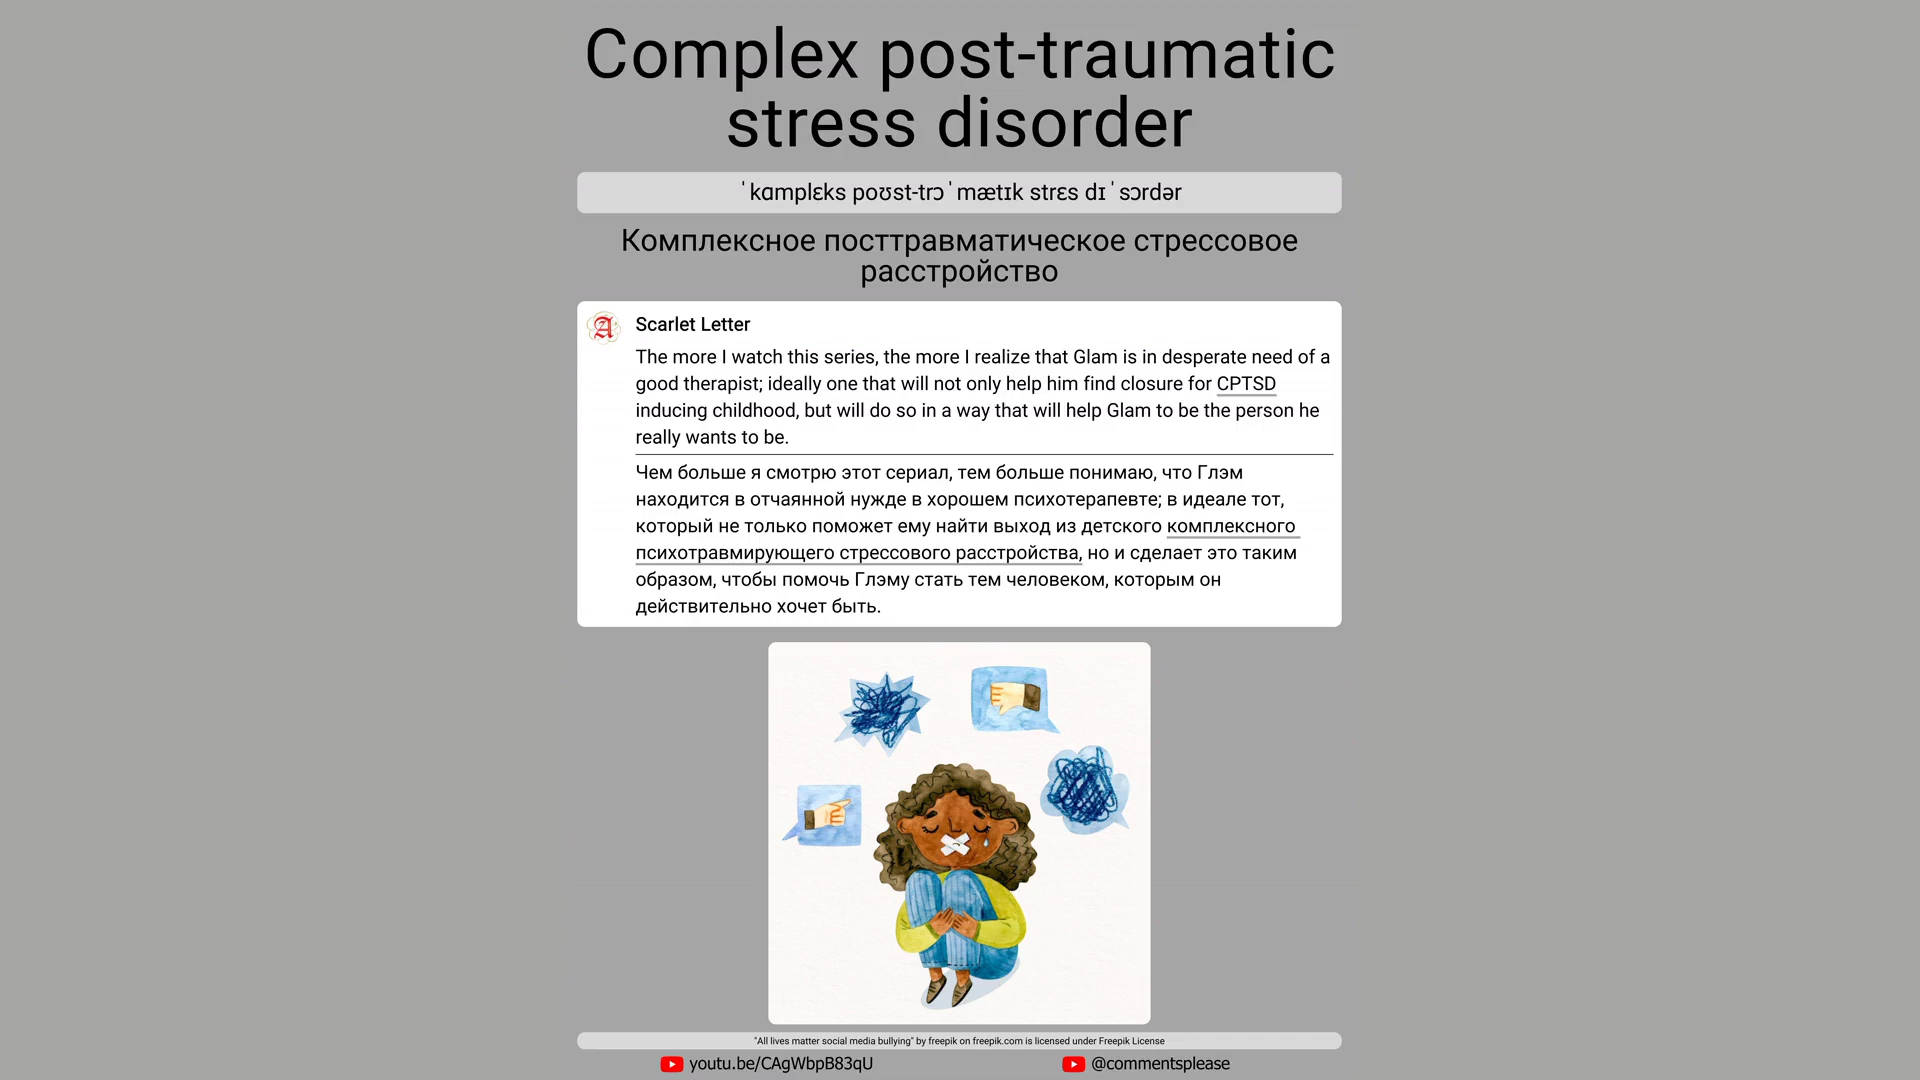 Complex post-traumatic
stress disorder
ˈkɑmplɛks poʊst-trɔˈmætɪk strɛs dɪˈsɔrdər
Комплексное посттравматическое стрессовое
расстройство
Scarlet Letter
The more I watch this series, the more I realize that Glam is in desperate need of a
good therapist; ideally one that will not only help him find closure for CPTSD
inducing childhood, but will do so in a way that will help Glam to be the person he
really wants to be.
Чем больше я смотрю этот сериал, тем больше понимаю, что Глэм
находится в отчаянной нужде в хорошем психотерапевте; в идеале тот,
который не только поможет ему найти выход из детского комплексного
психотравмирующего стрессового расстройства, но и сделает это таким
образом, чтобы помочь Глэму стать тем человеком, которым он
действительно хочет быть.
"All lives matter social media bullying" by freepik on freepik.com is licensed under Freepik License
youtu.be/CAgWbpB83qU
@commentsplease